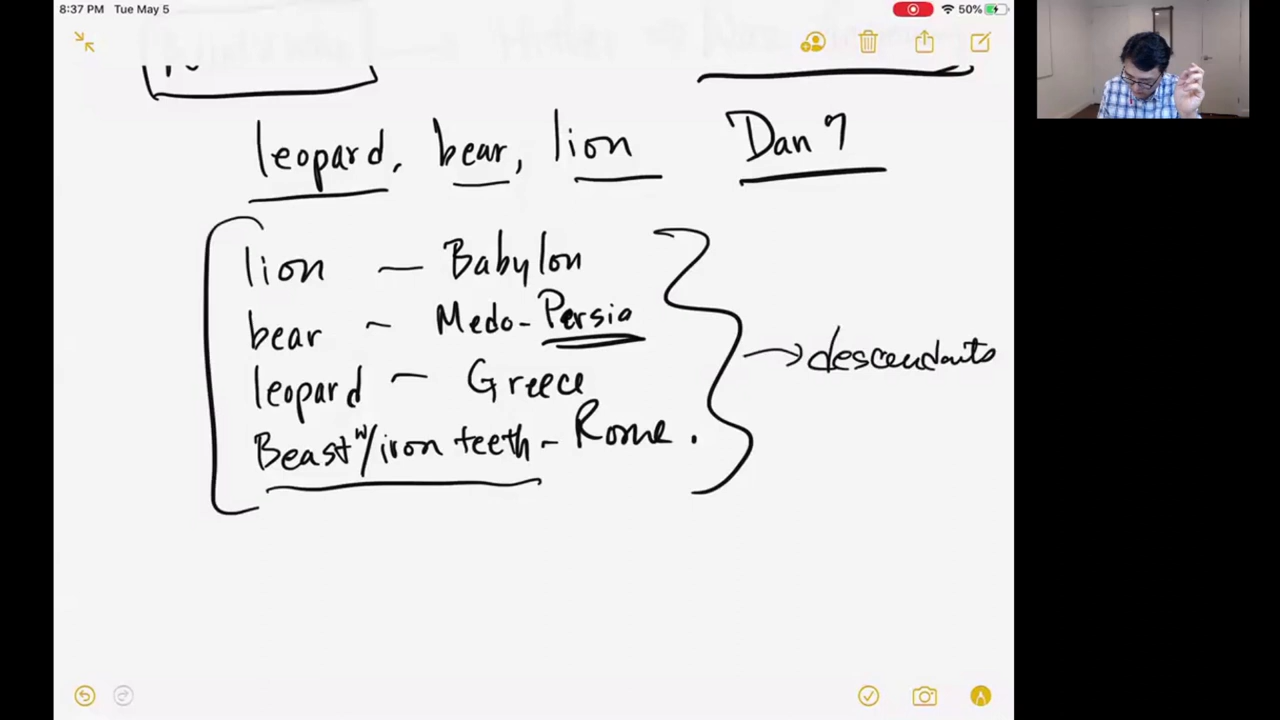 8:37 PM Tue May 5
50%
leopard, bear, lion Dan 7
lion — Babylon
bear ~ Medo-Persia
leopard — Greece
Beast w/ iron teeth - Rome.
→ descendants